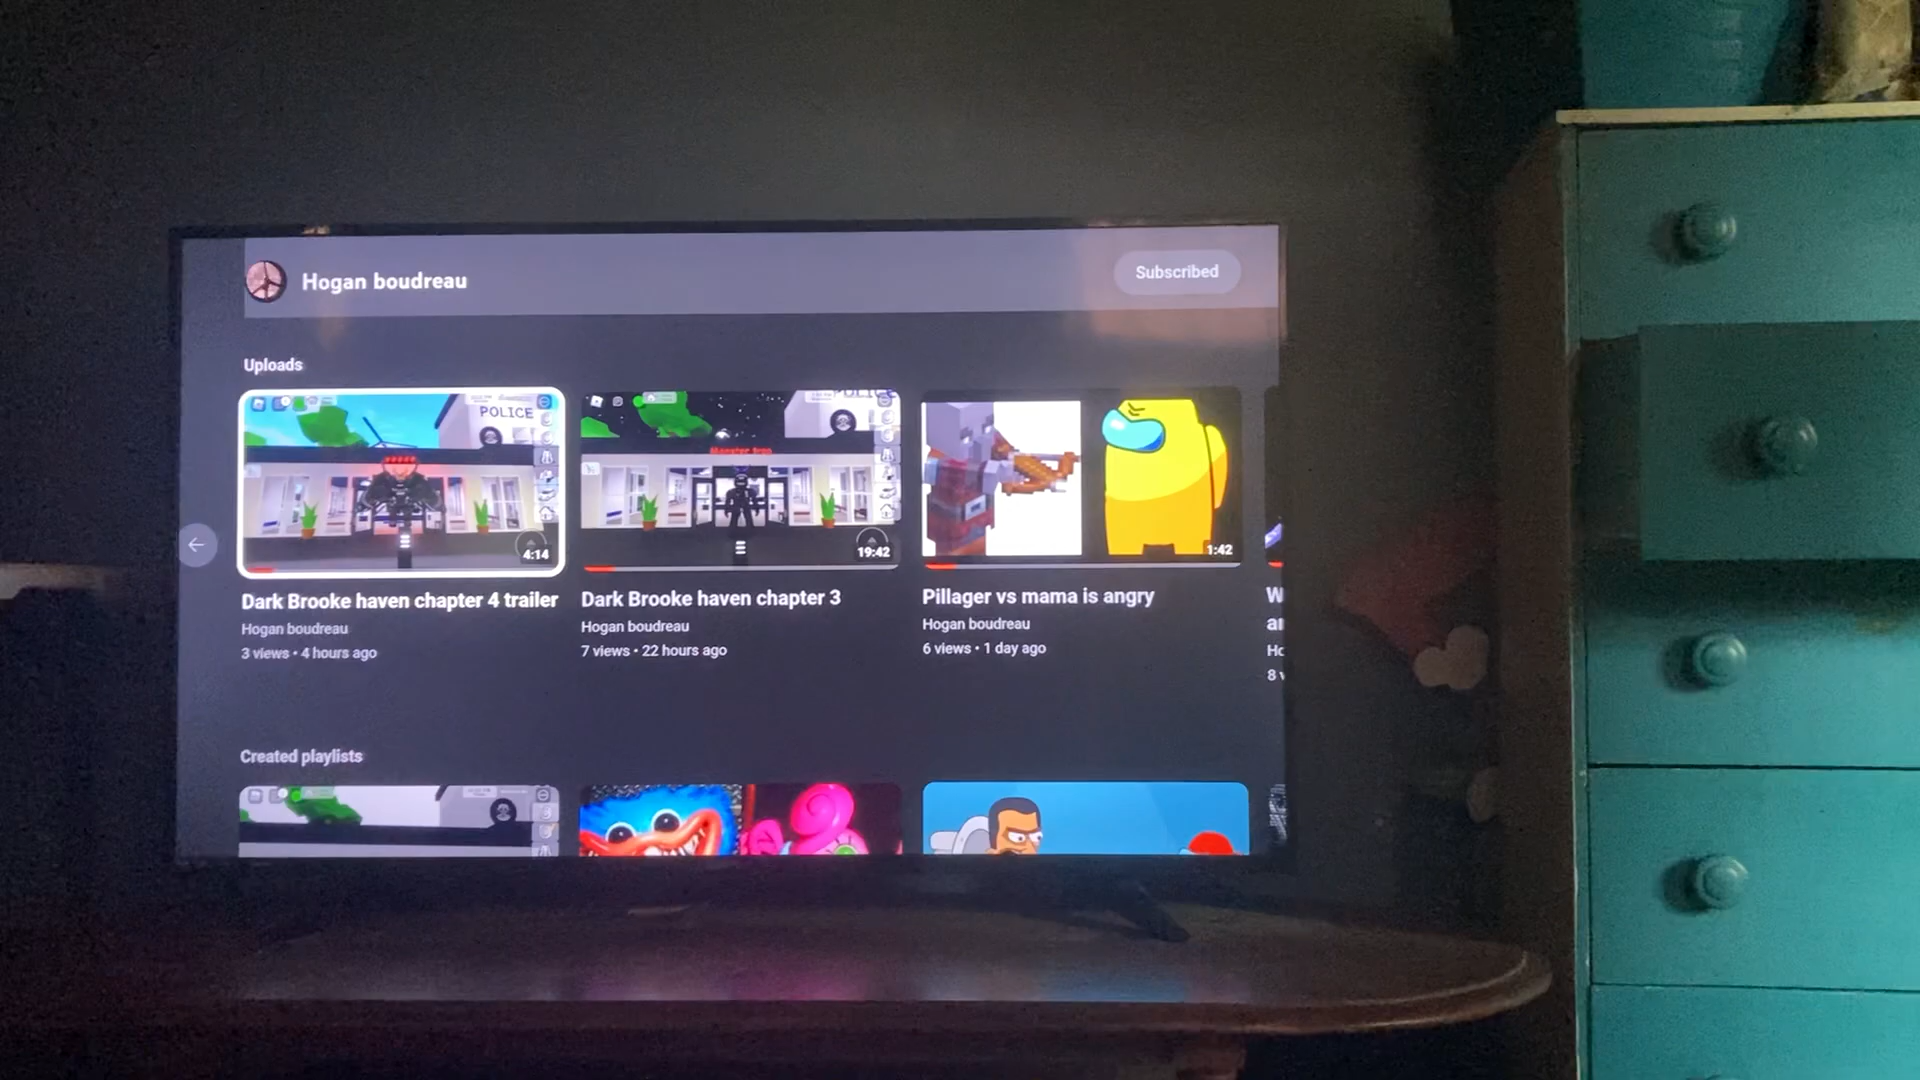 Hogan boudreau
Subscribed
Uploads
POLICE
4:14
Monster
19:42
1:42
Dark Brooke haven chapter 4 trailer
Hogan boudreau
3 views • 4 hours ago
Dark Brooke haven chapter 3
Hogan boudreau
7 views • 22 hours ago
Pillager vs mama is angry
Hogan boudreau
6 views • 1 day ago
W
Created playlists